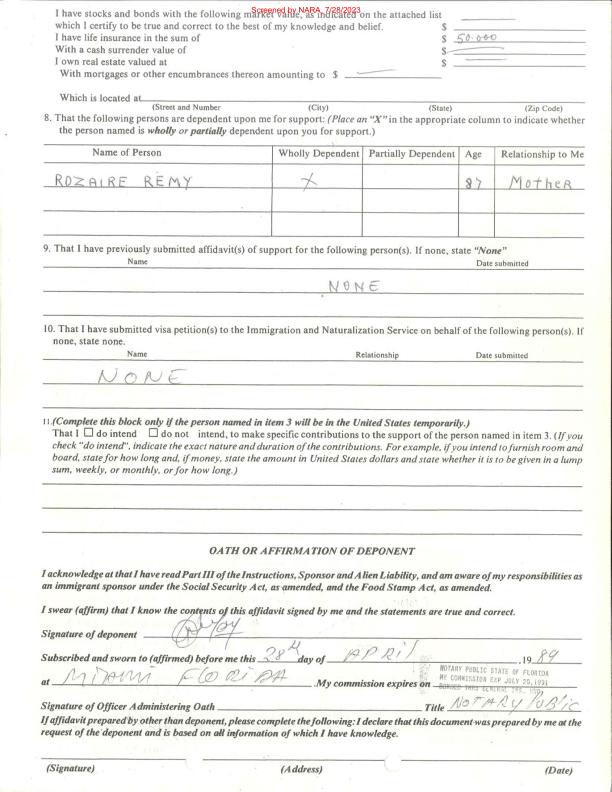 Screened by NARA, 7/28/2023
I have stocks and bonds with the following market value, as indicated on the attached list
which I certify to be true and correct to the best of my knowledge and belief. $
I have life insurance in the sum of $ 50.000
With a cash surrender value of $
I own real estate valued at $
With mortgages or other encumbrances thereon amounting to $
Which is located at
(Street and Number) (City) (State) (Zip Code)
8. That the following persons are dependent upon me for support: (Place an "X" in the appropriate column to indicate whether
the person named is wholly or partially dependent upon you for support.)
Name of Person Wholly Dependent Partially Dependent Age Relationship to Me
ROZAIRE REMY X 87 MotheR
9. That I have previously submitted affidavit(s) of support for the following person(s). If none, state "None"
Name Date submitted
NONE
10. That I have submitted visa petition(s) to the Immigration and Naturalization Service on behalf of the following person(s). If
none, state none.
Name Relationship Date submitted
NONE
11.(Complete this block only if the person named in item 3 will be in the United States temporarily.)
That I ☐ do intend ☐ do not intend, to make specific contributions to the support of the person named in item 3. (If you
check "do intend", indicate the exact nature and duration of the contributions. For example, if you intend to furnish room and
board, state for how long and, if money, state the amount in United States dollars and state whether it is to be given in a lump
sum, weekly, or monthly, or for how long.)
OATH OR AFFIRMATION OF DEPONENT
I acknowledge at that I have read Part III of the Instructions, Sponsor and Alien Liability, and am aware of my responsibilities as
an immigrant sponsor under the Social Security Act, as amended, and the Food Stamp Act, as amended.
I swear (affirm) that I know the contents of this affidavit signed by me and the statements are true and correct.
Signature of deponent
Subscribed and sworn to (affirmed) before me this 28th day of APRil ,19 89
at MIAMI FLORIDA .My commission expires on
NOTARY PUBLIC STATE OF FLORIDA
MY COMMISSION EXP JULY 20,1991
BONDED THRU GENERAL INS. UND.
Signature of Officer Administering Oath Title NOTARY PUBLIC
If affidavit prepared by other than deponent, please complete the following: I declare that this document was prepared by me at the
request of the deponent and is based on all information of which I have knowledge.
(Signature) (Address) (Date)